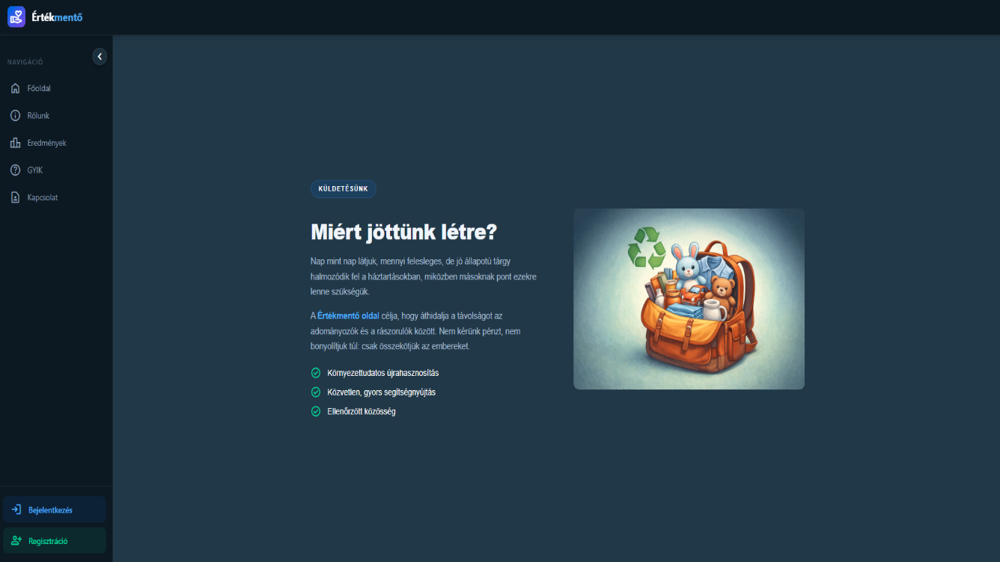 Értékmentő
NAVIGÁCIÓ
Főoldal
Rólunk
Eredmények
GYIK
Kapcsolat
Bejelentkezés
Regisztráció
KÜLDETÉSÜNK
Miért jöttünk létre?
Nap mint nap látjuk, mennyi felesleges, de jó állapotú tárgy
halmozódik fel a háztartásokban, miközben másoknak pont ezekre
lenne szükségük.
A Értékmentő oldal célja, hogy áthidalja a távolságot az
adományozók és a rászorulók között. Nem kérünk pénzt, nem
bonyolítjuk túl: csak összekötjük az embereket.
Környezettudatos újrahasznosítás
Közvetlen, gyors segítségnyújtás
Ellenőrzött közösség